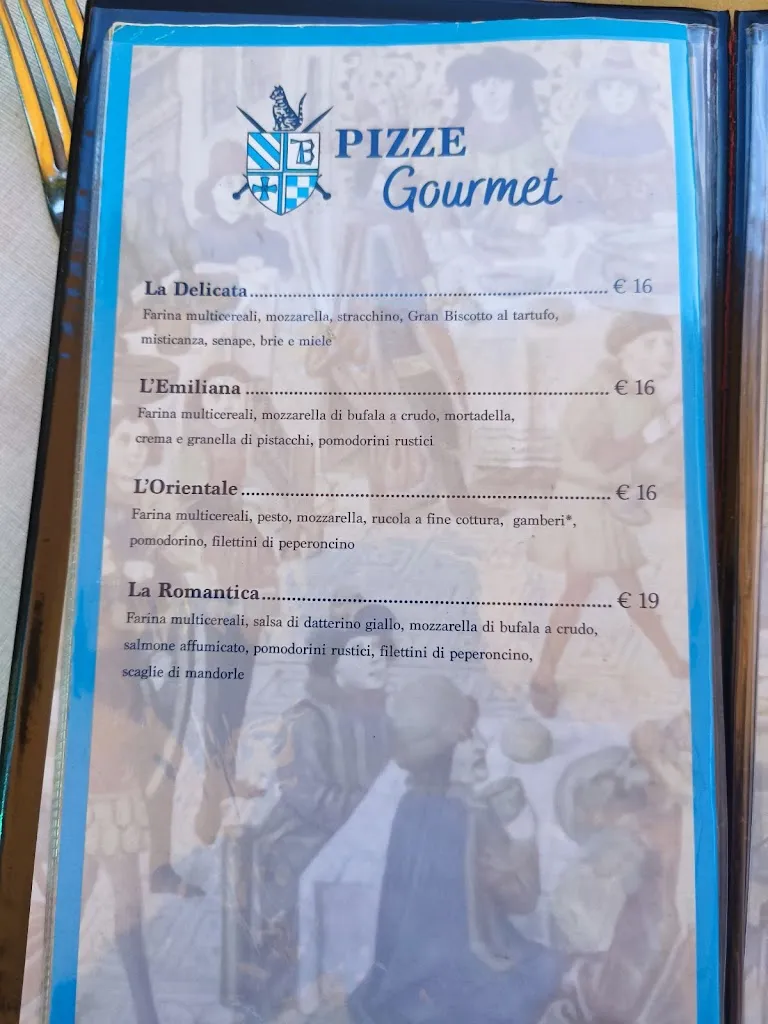 B
PIZZE
Gourmet
La Delicata.......................................................................... € 16
Farina multicereali, mozzarella, stracchino, Gran Biscotto al tartufo,
misticanza, senape, brie e miele
L'Emiliana .......................................................................... € 16
Farina multicereali, mozzarella di bufala a crudo, mortadella,
crema e granella di pistacchi, pomodorini rustici
L'Orientale.......................................................................... € 16
Farina multicereali, pesto, mozzarella, rucola a fine cottura, gamberi*,
pomodorino, filettini di peperoncino
La Romantica...................................................................... € 19
Farina multicereali, salsa di datterino giallo, mozzarella di bufala a crudo,
salmone affumicato, pomodorini rustici, filettini di peperoncino,
scaglie di mandorle